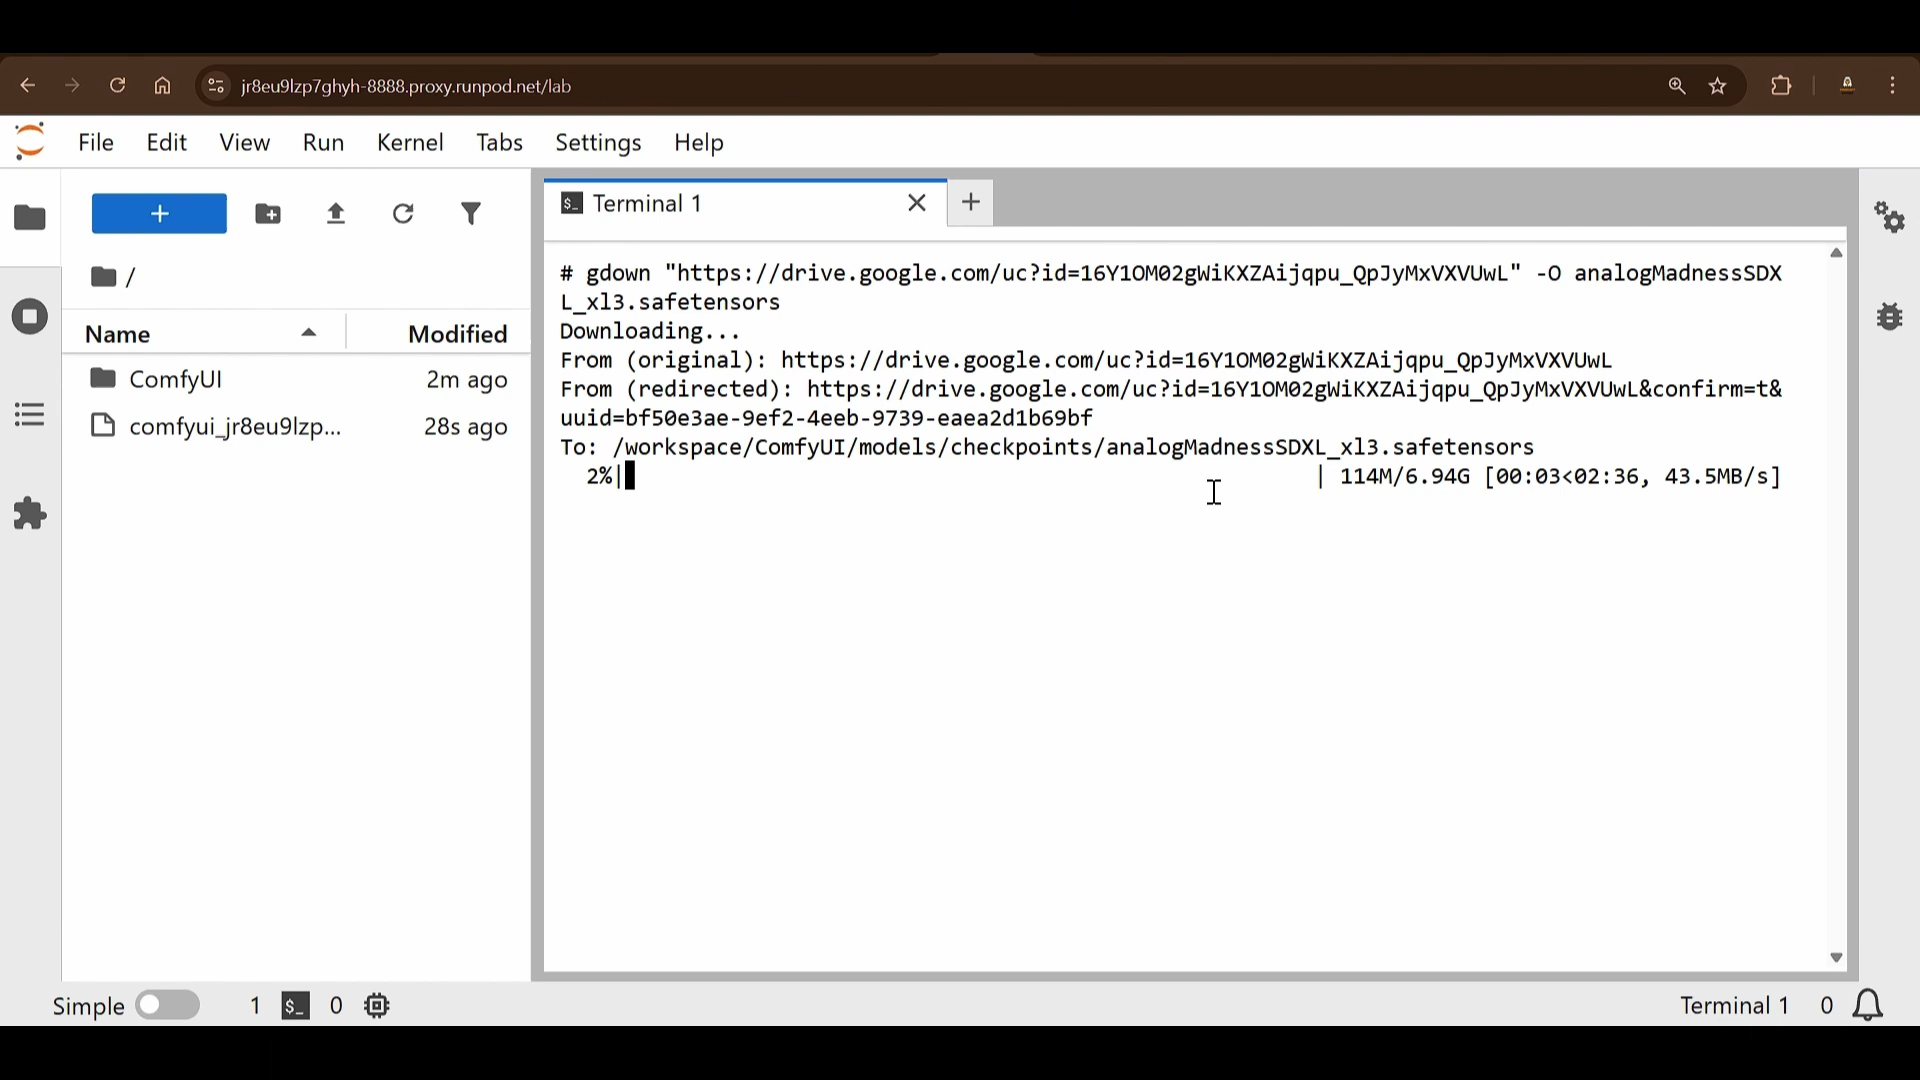 jr8eu9lzp7ghyh-8888.proxy.runpod.net/lab
File Edit View Run Kernel Tabs Settings Help
+
/
Name Modified
ComfyUI 2m ago
comfyui_jr8eu9lzp... 28s ago
$_ Terminal 1 × +
# gdown "https://drive.google.com/uc?id=16Y1OM02gWiKXZAijqpu_QpJyMxVXVUwL" -O analogMadnessSDX
L_xl3.safetensors
Downloading...
From (original): https://drive.google.com/uc?id=16Y1OM02gWiKXZAijqpu_QpJyMxVXVUwL
From (redirected): https://drive.google.com/uc?id=16Y1OM02gWiKXZAijqpu_QpJyMxVXVUwL&confirm=t&
uuid=bf50e3ae-9ef2-4eeb-9739-eaea2d1b69bf
To: /workspace/ComfyUI/models/checkpoints/analogMadnessSDXL_xl3.safetensors
2%| | 114M/6.94G [00:03<02:36, 43.5MB/s]
Simple 1 $_ 0 Terminal 1 0